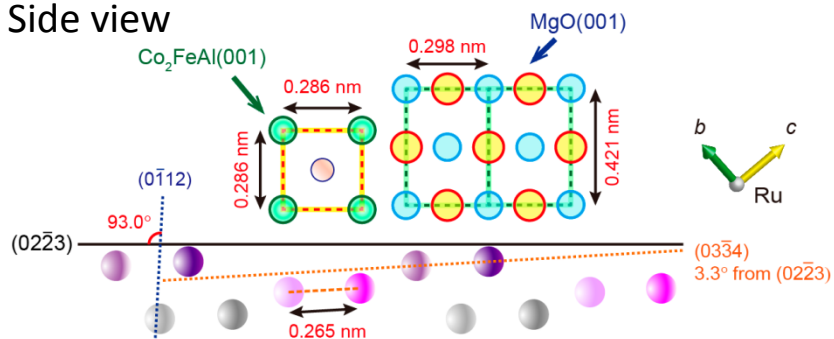 Side view
Co₂FeAl(001)
MgO(001)
0.298 nm
0.286 nm
0.286 nm
0.421 nm
b
c
Ru
(01̄12)
93.0°
(022̄3)
(033̄4)
3.3° from (022̄3)
0.265 nm